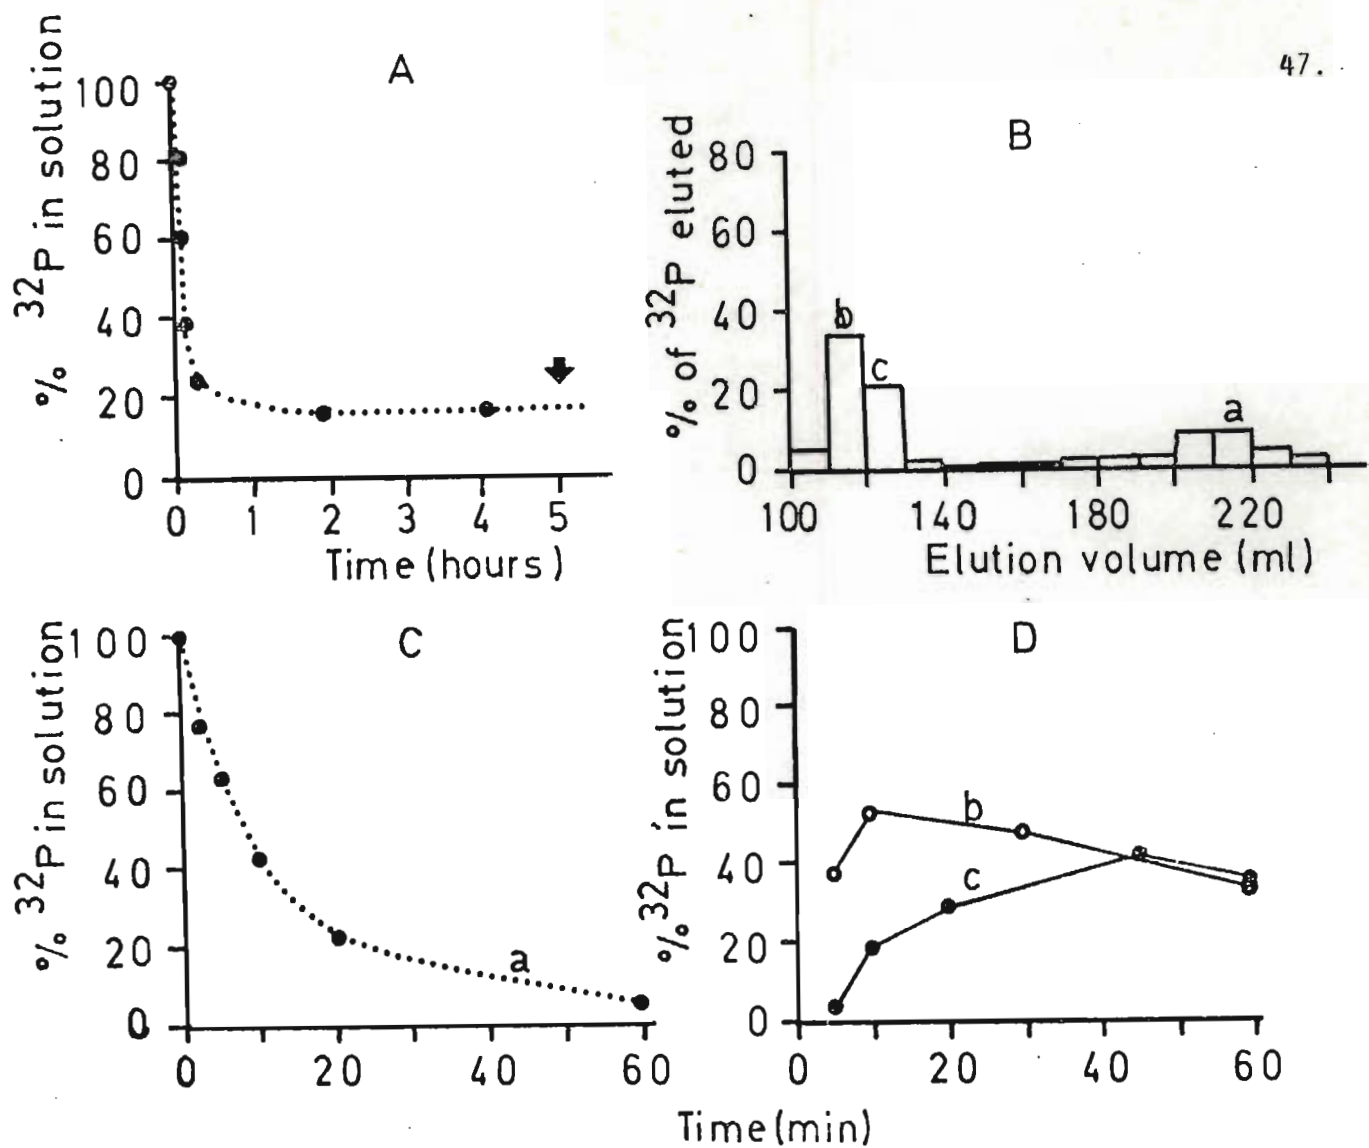 47.
A
% 32P in solution
100
80
60
40
20
0
0 1 2 3 4 5
Time (hours)
B
% of 32P eluted
80
60
40
20
0
b
c
a
100 140 180 220
Elution volume (ml)
C
% 32P in solution
100
80
60
40
20
0
a
0 20 40 60
D
% 32P in solution
100
80
60
40
20
0
b
c
0 20 40 60
Time (min)